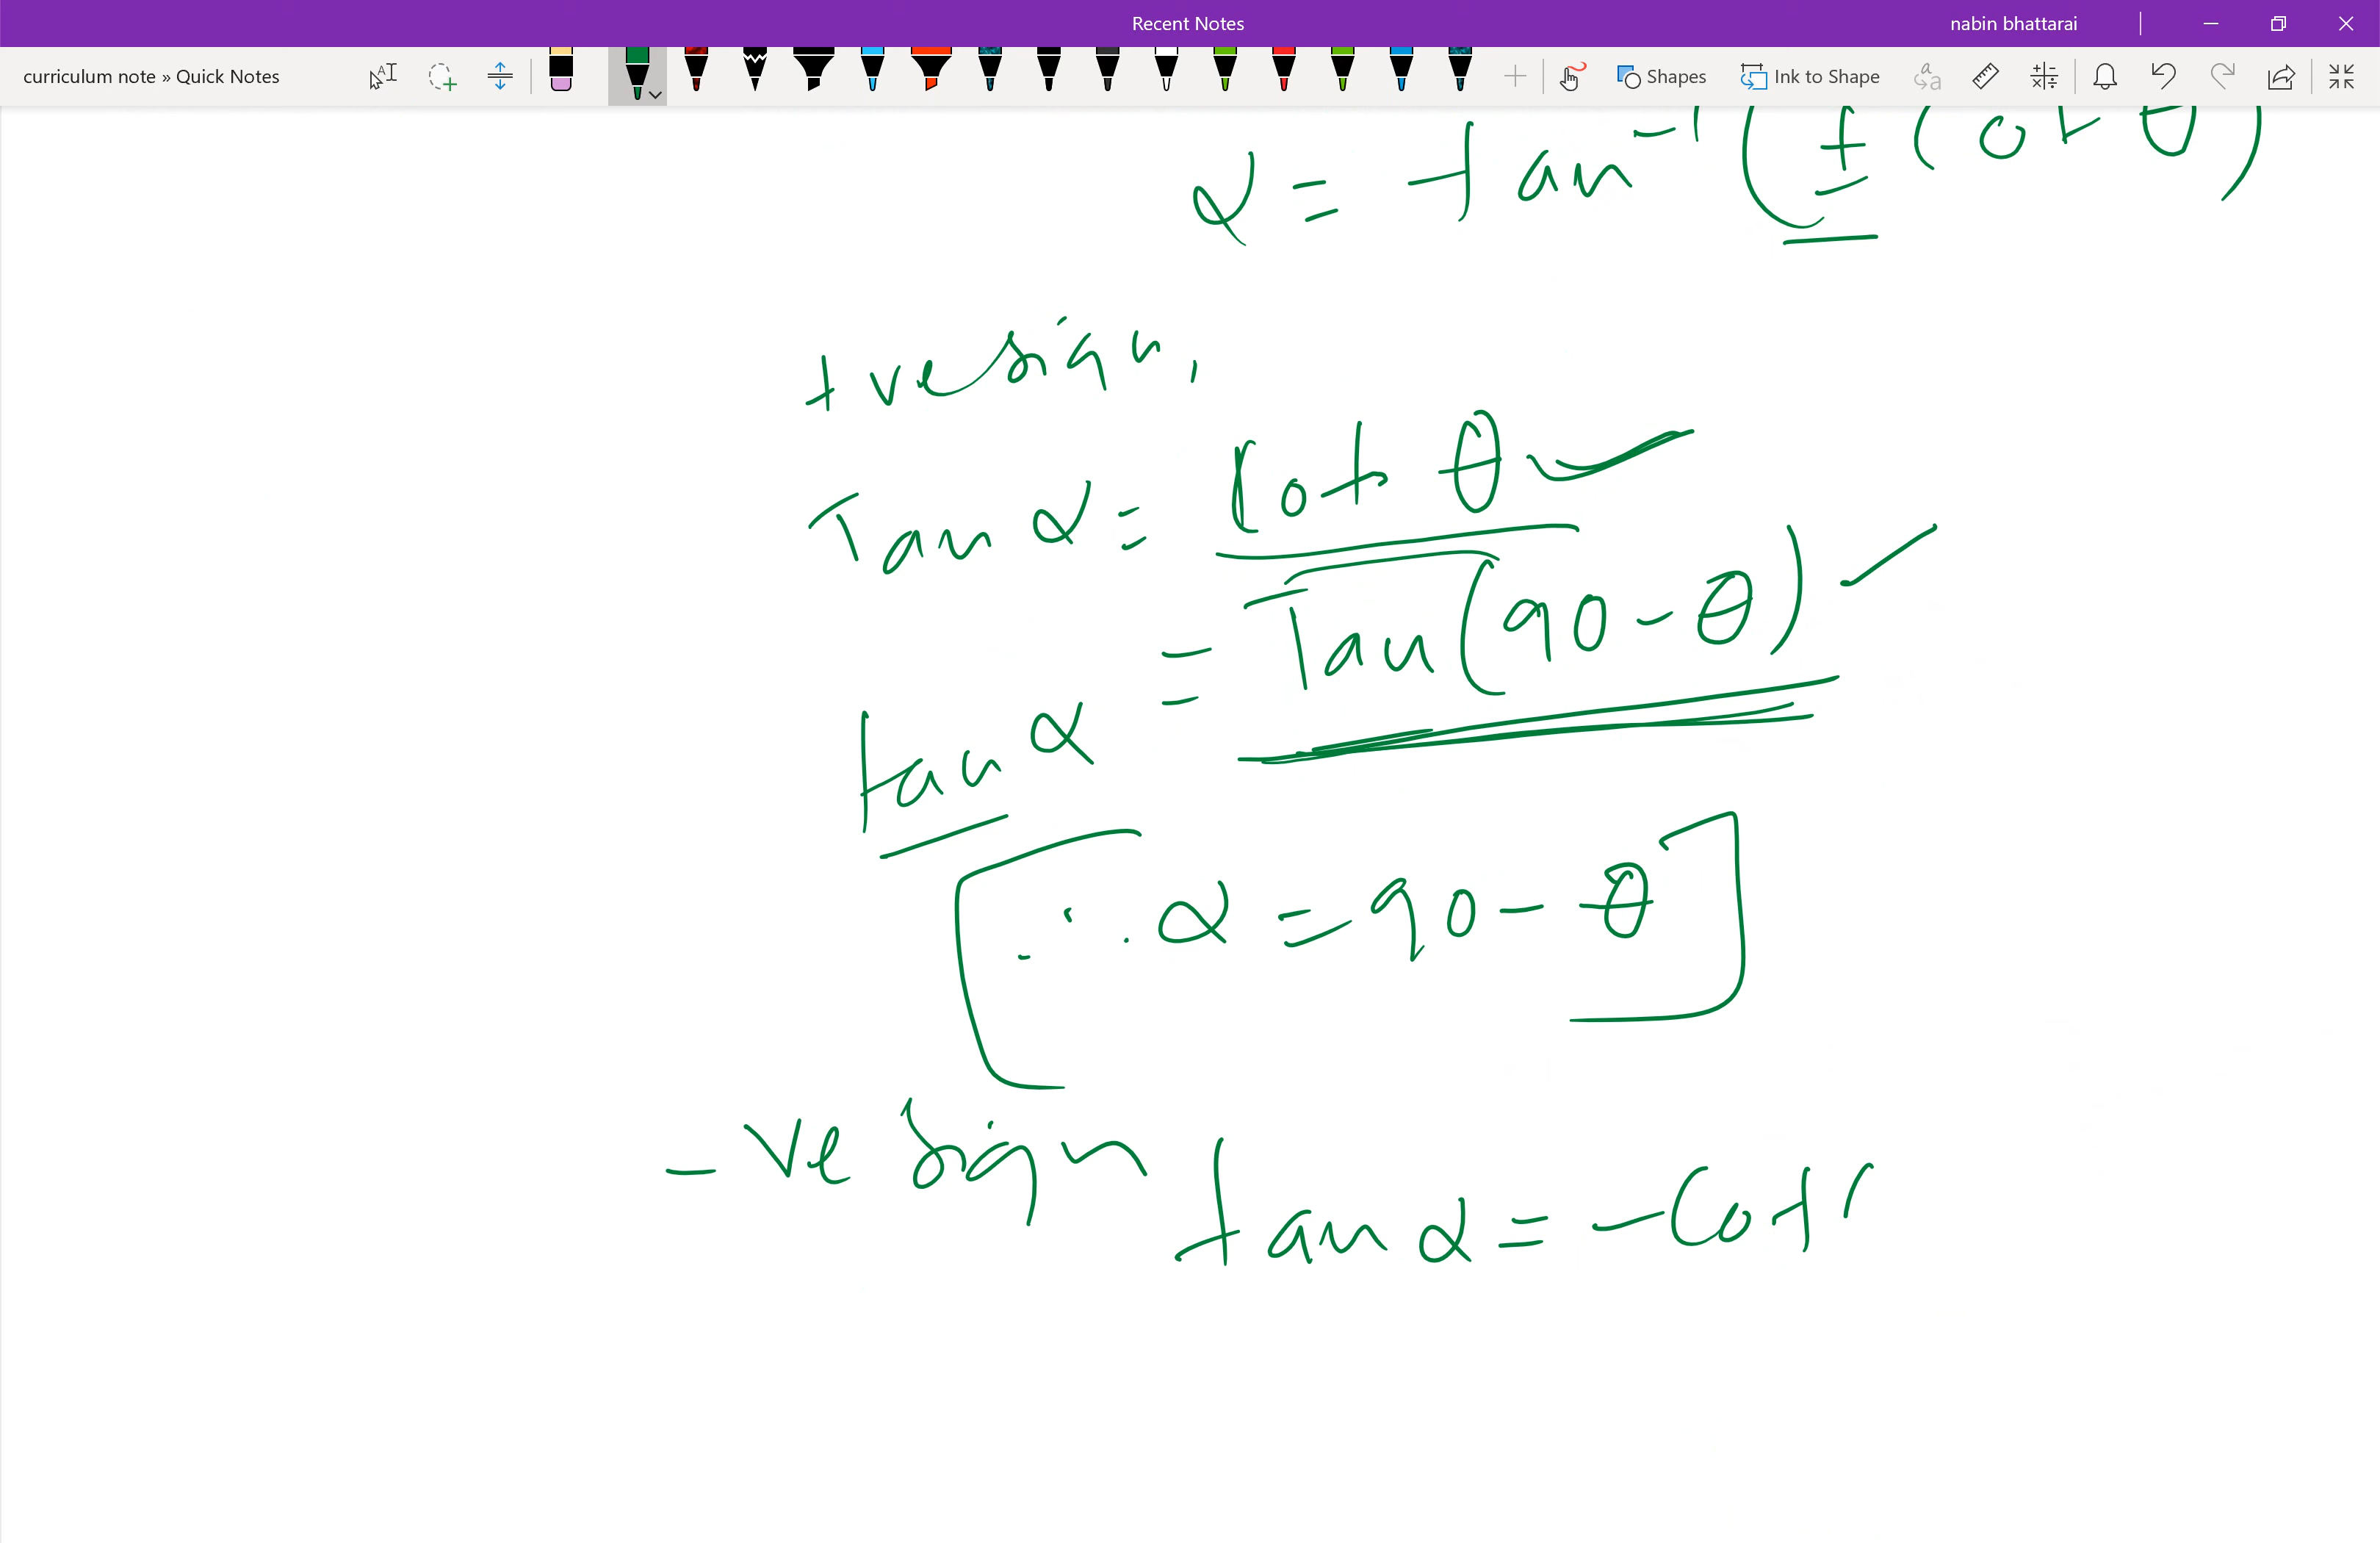 Recent Notes
nabin bhattarai
curriculum note » Quick Notes
Shapes
Ink to Shape
α = tan⁻¹(± Cot θ)
+ve sign,
Tan α = Cot θ
tan α = Tan(90-θ)
∴ α = 90-θ
-ve sign
tan α = -Cot